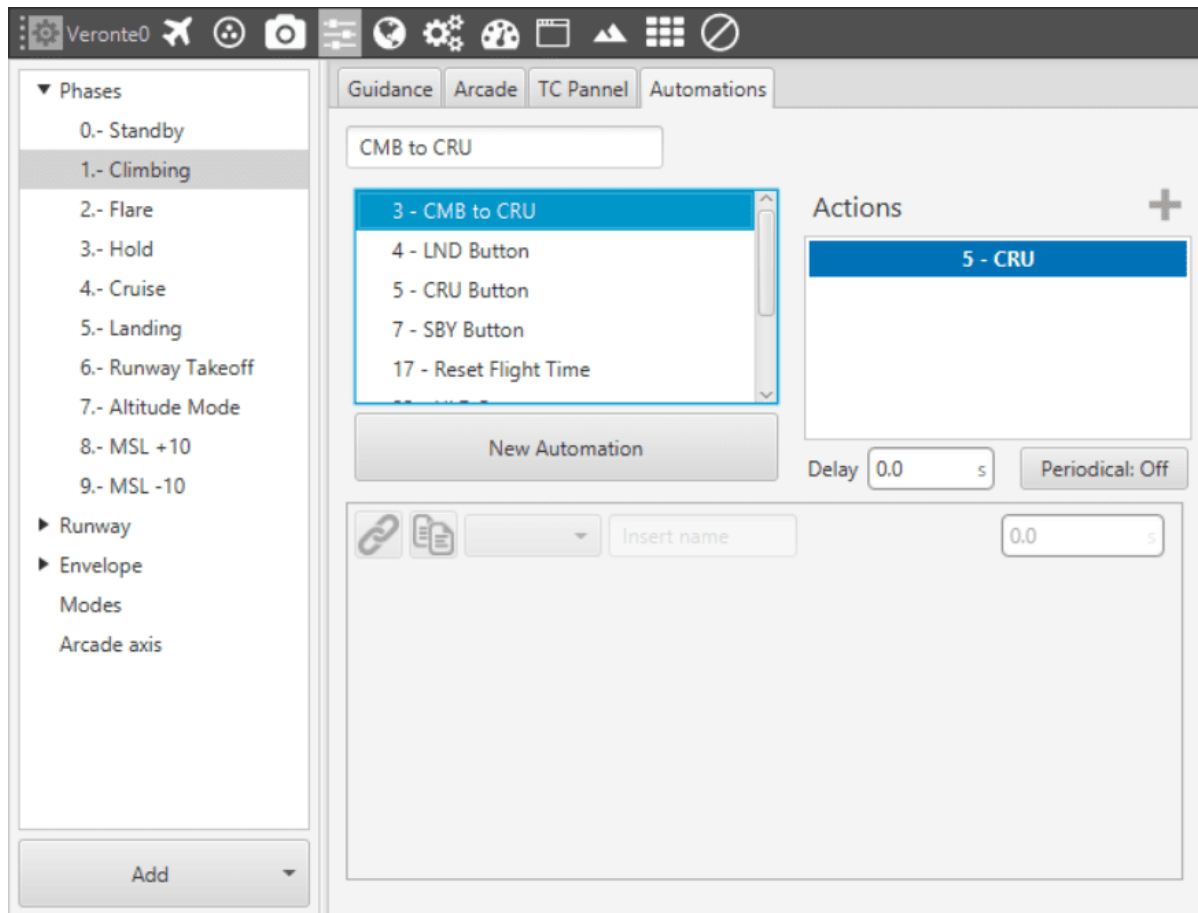 Veronte0
Phases
0.- Standby
1.- Climbing
2.- Flare
3.- Hold
4.- Cruise
5.- Landing
6.- Runway Takeoff
7.- Altitude Mode
8.- MSL +10
9.- MSL -10
Runway
Envelope
Modes
Arcade axis
Add
Guidance Arcade TC Pannel Automations
CMB to CRU
3 - CMB to CRU
4 - LND Button
5 - CRU Button
7 - SBY Button
17 - Reset Flight Time
New Automation
Actions
5 - CRU
Delay 0.0 s Periodical: Off
Insert name 0.0 s